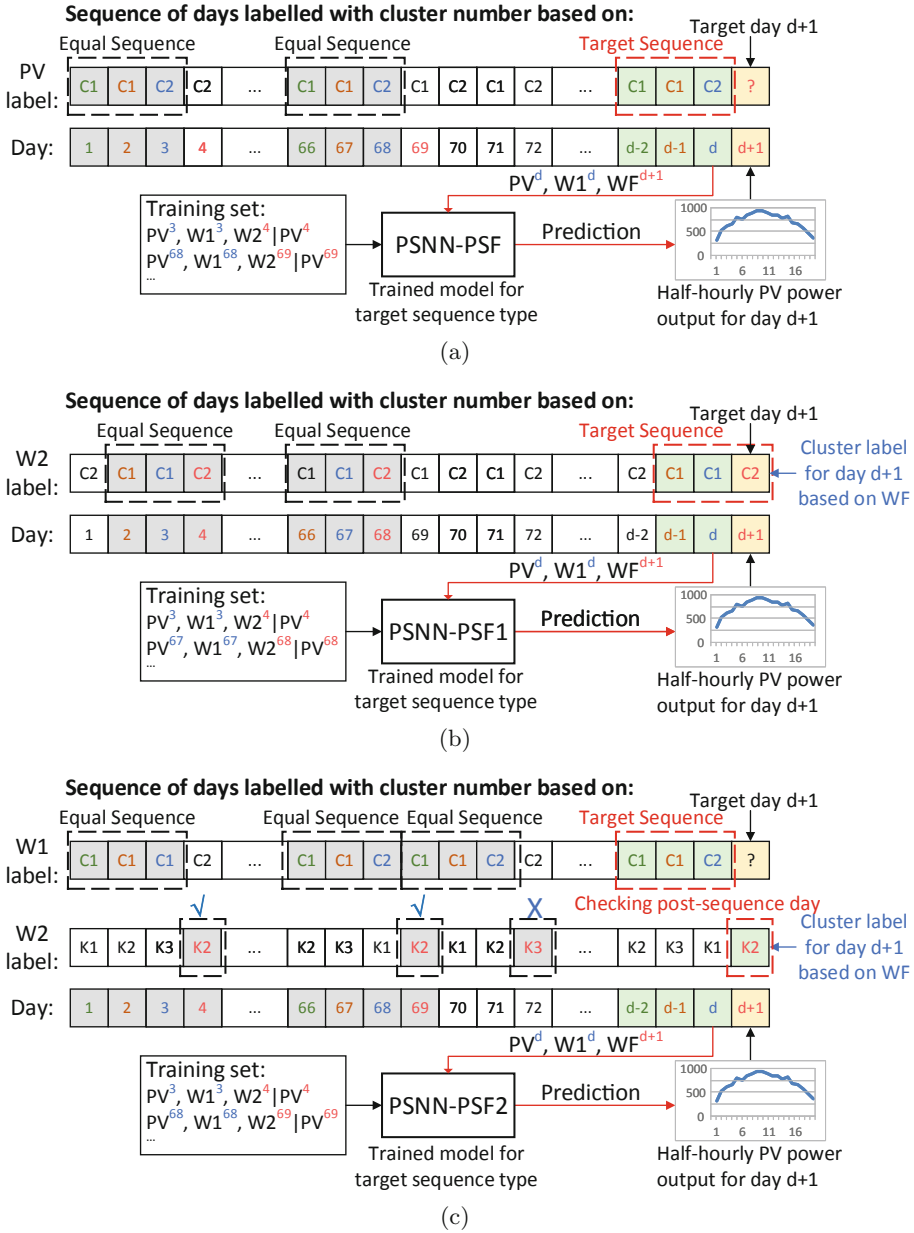 Sequence of days labelled with cluster number based on:
Target day d+1
Equal Sequence Equal Sequence Target Sequence
PV label: C1 C1 C2 C2 ... C1 C1 C2 C1 C2 C1 C2 ... C1 C1 C2 ?
Day: 1 2 3 4 ... 66 67 68 69 70 71 72 ... d-2 d-1 d d+1
PV^d, W1^d, WF^d+1
Training set:
PV^3, W1^3, W2^4|PV^4
PV^68, W1^68, W2^69|PV^69
...
PSNN-PSF
Prediction
Trained model for
target sequence type
1000
500
0
1 6 11 16
Half-hourly PV power
output for day d+1
(a)
Sequence of days labelled with cluster number based on:
Target day d+1
Equal Sequence Equal Sequence Target Sequence
W2 label: C2 C1 C1 C2 ... C1 C1 C2 C1 C2 C1 C2 ... C2 C1 C1 C2
Cluster label
for day d+1
based on WF
Day: 1 2 3 4 ... 66 67 68 69 70 71 72 ... d-2 d-1 d d+1
PV^d, W1^d, WF^d+1
Training set:
PV^3, W1^3, W2^4|PV^4
PV^67, W1^67, W2^68|PV^68
...
PSNN-PSF1
Prediction
Trained model for
target sequence type
1000
500
0
1 6 11 16
Half-hourly PV power
output for day d+1
(b)
Sequence of days labelled with cluster number based on:
Target day d+1
Equal Sequence Equal Sequence Equal Sequence Target Sequence
W1 label: C1 C1 C1 C2 ... C1 C1 C2 C1 C1 C2 C2 ... C1 C1 C2 ?
√ √ X Checking post-sequence day
W2 label: K1 K2 K3 K2 ... K2 K3 K1 K2 K1 K2 K3 ... K2 K3 K1 K2
Cluster label
for day d+1
based on WF
Day: 1 2 3 4 ... 66 67 68 69 70 71 72 ... d-2 d-1 d d+1
PV^d, W1^d, WF^d+1
Training set:
PV^3, W1^3, W2^4|PV^4
PV^68, W1^68, W2^69|PV^69
...
PSNN-PSF2
Prediction
Trained model for
target sequence type
1000
500
0
1 6 11 16
Half-hourly PV power
output for day d+1
(c)